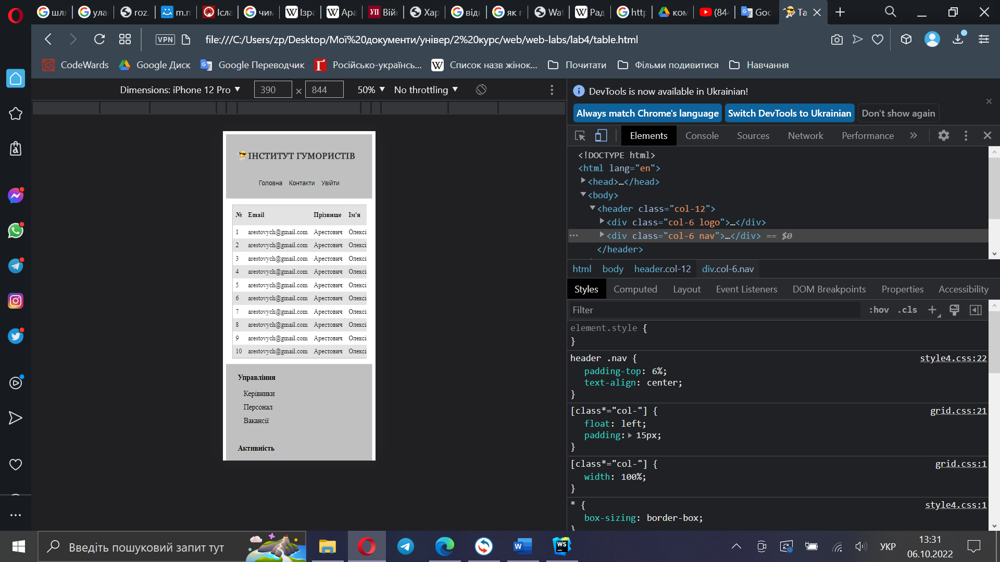 шля
ула
roz.
m.n
Ісла
чим
Ізра
Ара
Вій
Хар
відн
як г
Wat
Рад
http
ком
(844
Goc
Та
VPN
file:///C:/Users/zp/Desktop/Мої%20документи/універ/2%20курс/web/web-labs/lab4/table.html
CodeWards
Google Диск
Google Переводчик
Російсько-українсь...
Список назв жінок...
Почитати
Фільми подивитися
Навчання
Dimensions: iPhone 12 Pro ▼ 390 × 844 50% ▼ No throttling ▼
DevTools is now available in Ukrainian!
Always match Chrome's language
Switch DevTools to Ukrainian
Don't show again
Elements Console Sources Network Performance »
<!DOCTYPE html>
<html lang="en">
<head>…</head>
<body>
<header class="col-12">
<div class="col-6 logo">…</div>
<div class="col-6 nav">…</div> == $0
</header>
html body header.col-12 div.col-6.nav
Styles Computed Layout Event Listeners DOM Breakpoints Properties Accessibility
Filter :hov .cls +
element.style {
}
header .nav { style4.css:22
padding-top: 6%;
text-align: center;
}
[class*="col-"] { grid.css:21
float: left;
padding: 15px;
}
[class*="col-"] { grid.css:1
width: 100%;
}
* { style4.css:1
box-sizing: border-box;
}
ІНСТИТУТ ГУМОРИСТІВ
Головна Контакти Увійти
№ Email Прізвище Ім'я
1 arestovych@gmail.com Арестович Олексі
2 arestovych@gmail.com Арестович Олексі
3 arestovych@gmail.com Арестович Олексі
4 arestovych@gmail.com Арестович Олексі
5 arestovych@gmail.com Арестович Олексі
6 arestovych@gmail.com Арестович Олексі
7 arestovych@gmail.com Арестович Олексі
8 arestovych@gmail.com Арестович Олексі
9 arestovych@gmail.com Арестович Олексі
10 arestovych@gmail.com Арестович Олексі
Управління
Керівники
Персонал
Вакансії
Активність
Введіть пошуковий запит тут
УКР
13:31
06.10.2022